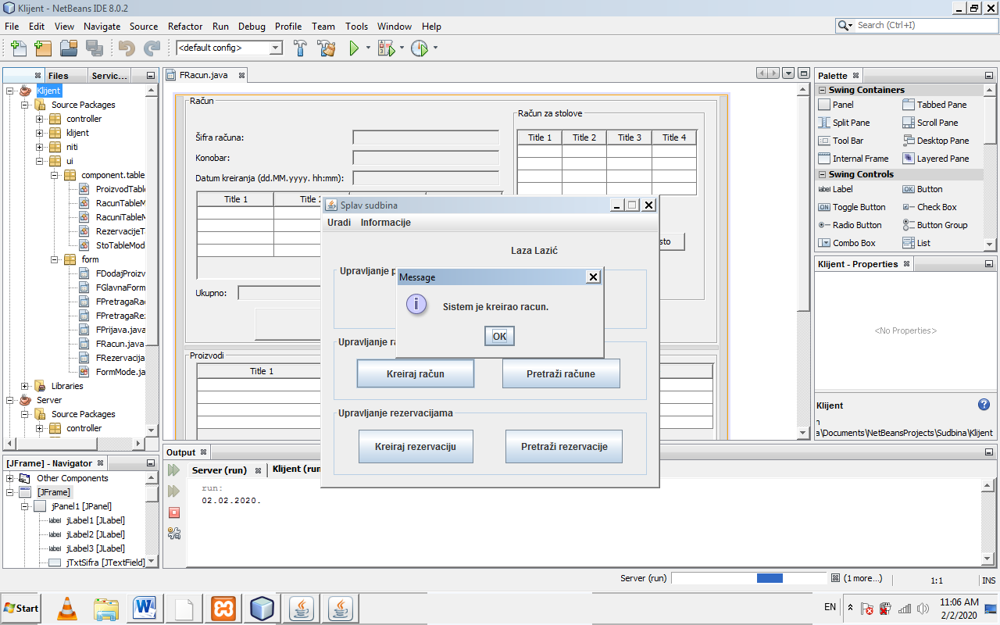 Klijent - NetBeans IDE 8.0.2
File Edit View Navigate Source Refactor Run Debug Profile Team Tools Window Help
Search (Ctrl+I)
<default config>
Files Servic...
Klijent
Source Packages
controller
klijent
niti
ui
component.table
ProizvodTable
RacunTableM
RacuniTableM
RezervacijeT
StoTableMod
form
FDodajProizv
FGlavnaForm
FPretragaRac
FPretragaRez
FPrijava.java
FRacun.java
FRezervacija
FormMode.ja
Libraries
Server
Source Packages
controller
[JFrame] - Navigator
Other Components
[JFrame]
jPanel1 [JPanel]
label jLabel1 [JLabel]
label jLabel2 [JLabel]
label jLabel3 [JLabel]
jTxtSifra [JTextField]
FRacun.java
Račun
Šifra računa:
Konobar:
Datum kreiranja (dd.MM.yyyy. hh:mm):
Title 1 Title 2
Ukupno:
Račun za stolove
Title 1 Title 2 Title 3 Title 4
sto
Proizvodi
Title 1
Splav sudbina
Uradi Informacije
Laza Lazić
Upravljanje p
Upravljanje ra
Kreiraj račun Pretraži račune
Upravljanje rezervacijama
Kreiraj rezervaciju Pretraži rezervacije
Message
Sistem je kreirao racun.
OK
Output
Server (run) Klijent (run
run:
02.02.2020.
Palette
Swing Containers
Panel Tabbed Pane
Split Pane Scroll Pane
Tool Bar Desktop Pane
Internal Frame Layered Pane
Swing Controls
label Label OK Button
ON Toggle Button Check Box
Radio Button Button Group
Combo Box List
Klijent - Properties
<No Properties>
Klijent
a\Documents\NetBeansProjects\Sudbina\Klijent
Server (run) (1 more...) 1:1 INS
Start
EN
11:06 AM
2/2/2020